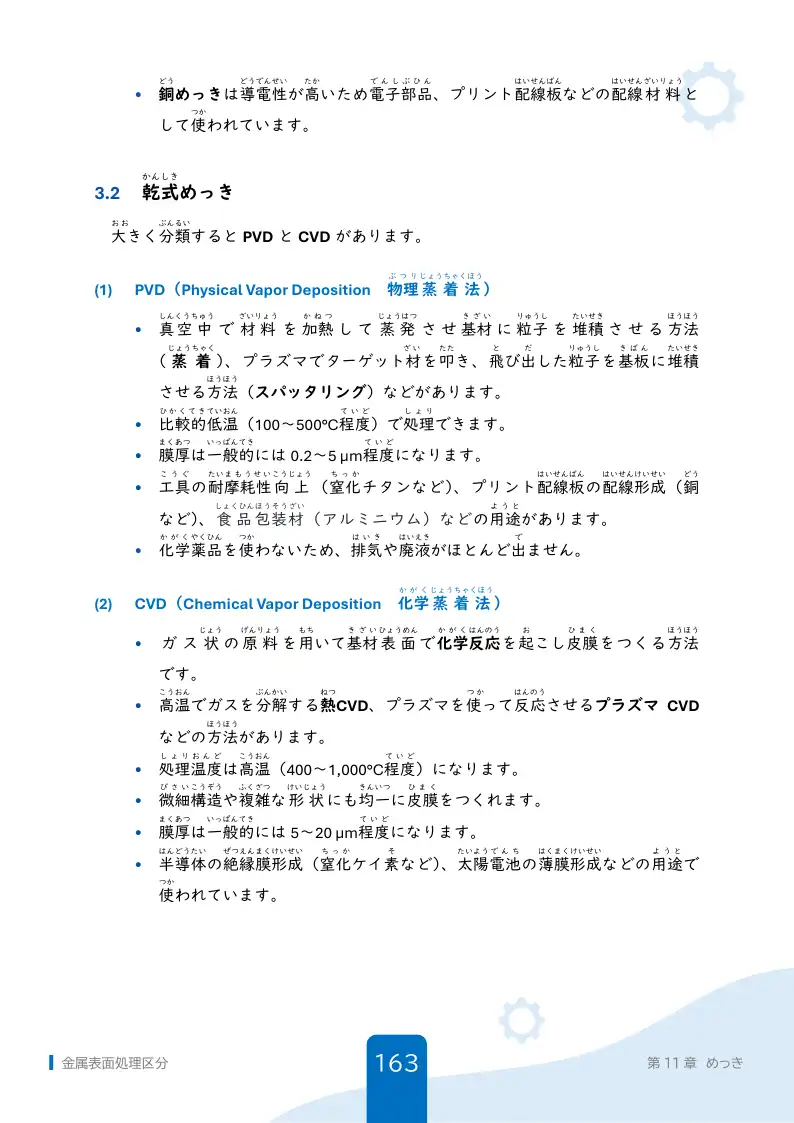 • 銅めっきは導電性が高いため電子部品、プリント配線板などの配線材料と
して使われています。
3.2 乾式めっき
大きく分類すると PVD と CVD があります。
(1) PVD（Physical Vapor Deposition 物理蒸着法）
• 真空中で材料を加熱して蒸発させ基材に粒子を堆積させる方法
（蒸着）、プラズマでターゲット材を叩き、飛び出した粒子を基板に堆積
させる方法（スパッタリング）などがあります。
• 比較的低温（100～500℃程度）で処理できます。
• 膜厚は一般的には 0.2～5 μm程度になります。
• 工具の耐摩耗性向上（窒化チタンなど）、プリント配線板の配線形成（銅
など）、食品包装材（アルミニウム）などの用途があります。
• 化学薬品を使わないため、排気や廃液がほとんど出ません。
(2) CVD（Chemical Vapor Deposition 化学蒸着法）
• ガス状の原料を用いて基材表面で化学反応を起こし皮膜をつくる方法
です。
• 高温でガスを分解する熱CVD、プラズマを使って反応させるプラズマ CVD
などの方法があります。
• 処理温度は高温（400～1,000℃程度）になります。
• 微細構造や複雑な形状にも均一に皮膜をつくれます。
• 膜厚は一般的には 5～20 μm程度になります。
• 半導体の絶縁膜形成（窒化ケイ素など）、太陽電池の薄膜形成などの用途で
使われています。
金属表面処理区分
163
第 11 章 めっき